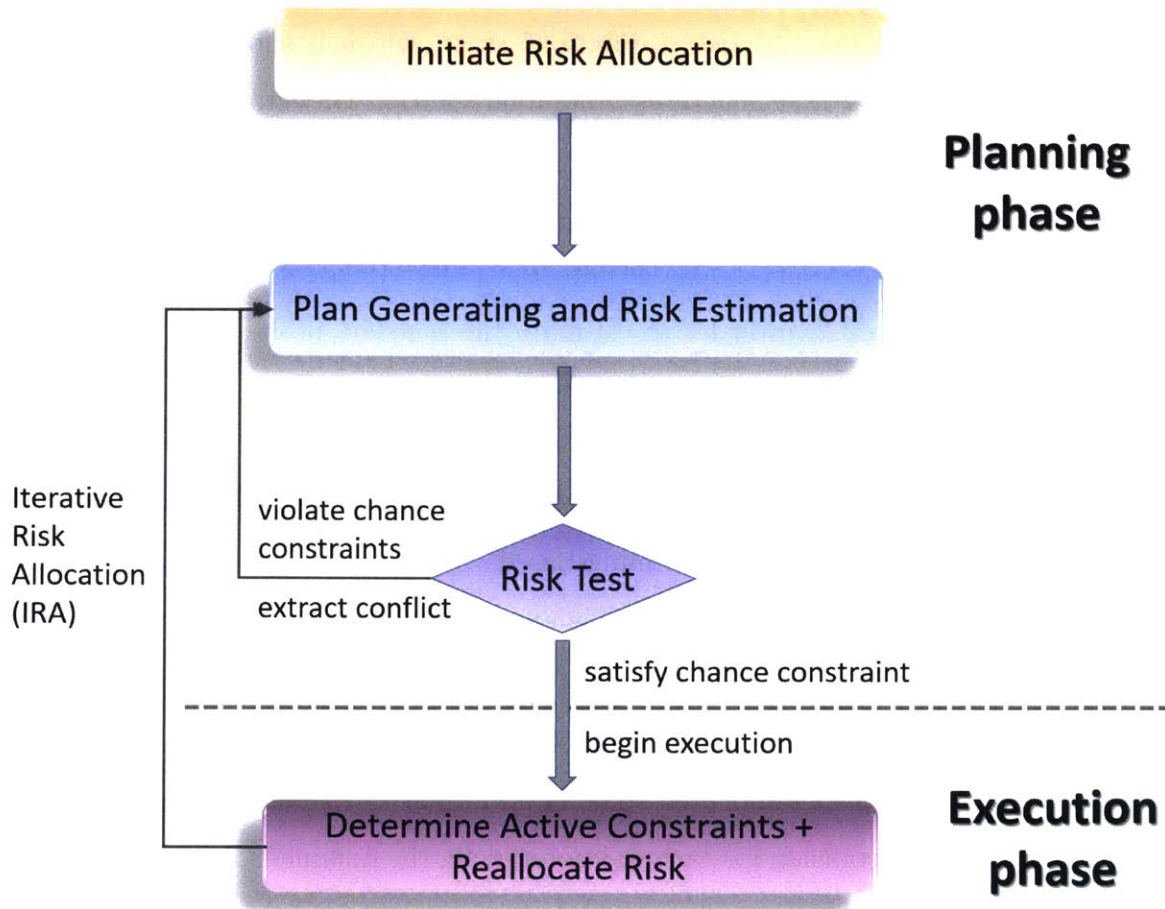 Initiate Risk Allocation
Planning
phase
Plan Generating and Risk Estimation
Iterative
Risk
Allocation
(IRA)
violate chance
constraints
extract conflict
Risk Test
satisfy chance constraint
begin execution
Determine Active Constraints +
Reallocate Risk
Execution
phase